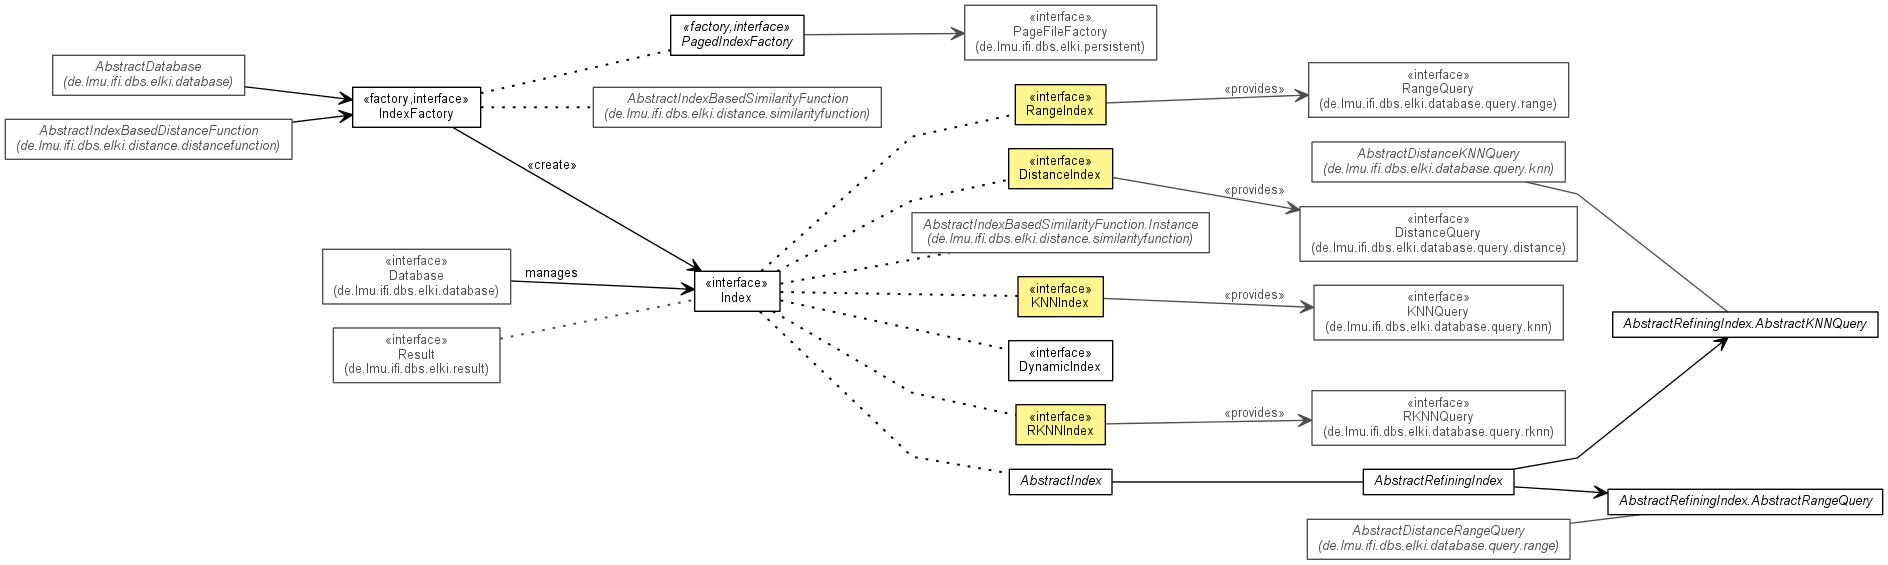 «factory,interface»
PagedIndexFactory
«interface»
PageFileFactory
(de.lmu.ifi.dbs.elki.persistent)
AbstractDatabase
(de.lmu.ifi.dbs.elki.database)
«factory,interface»
IndexFactory
AbstractIndexBasedSimilarityFunction
(de.lmu.ifi.dbs.elki.distance.similarityfunction)
AbstractIndexBasedDistanceFunction
(de.lmu.ifi.dbs.elki.distance.distancefunction)
«create»
«interface»
RangeIndex
«provides»
«interface»
RangeQuery
(de.lmu.ifi.dbs.elki.database.query.range)
«interface»
DistanceIndex
«provides»
AbstractDistanceKNNQuery
(de.lmu.ifi.dbs.elki.database.query.knn)
«interface»
DistanceQuery
(de.lmu.ifi.dbs.elki.database.query.distance)
AbstractIndexBasedSimilarityFunction.Instance
(de.lmu.ifi.dbs.elki.distance.similarityfunction)
«interface»
Database
(de.lmu.ifi.dbs.elki.database)
manages
«interface»
Index
«interface»
KNNIndex
«provides»
«interface»
KNNQuery
(de.lmu.ifi.dbs.elki.database.query.knn)
«interface»
Result
(de.lmu.ifi.dbs.elki.result)
«interface»
DynamicIndex
AbstractRefiningIndex.AbstractKNNQuery
«interface»
RKNNIndex
«provides»
«interface»
RKNNQuery
(de.lmu.ifi.dbs.elki.database.query.rknn)
AbstractIndex
AbstractRefiningIndex
AbstractRefiningIndex.AbstractRangeQuery
AbstractDistanceRangeQuery
(de.lmu.ifi.dbs.elki.database.query.range)